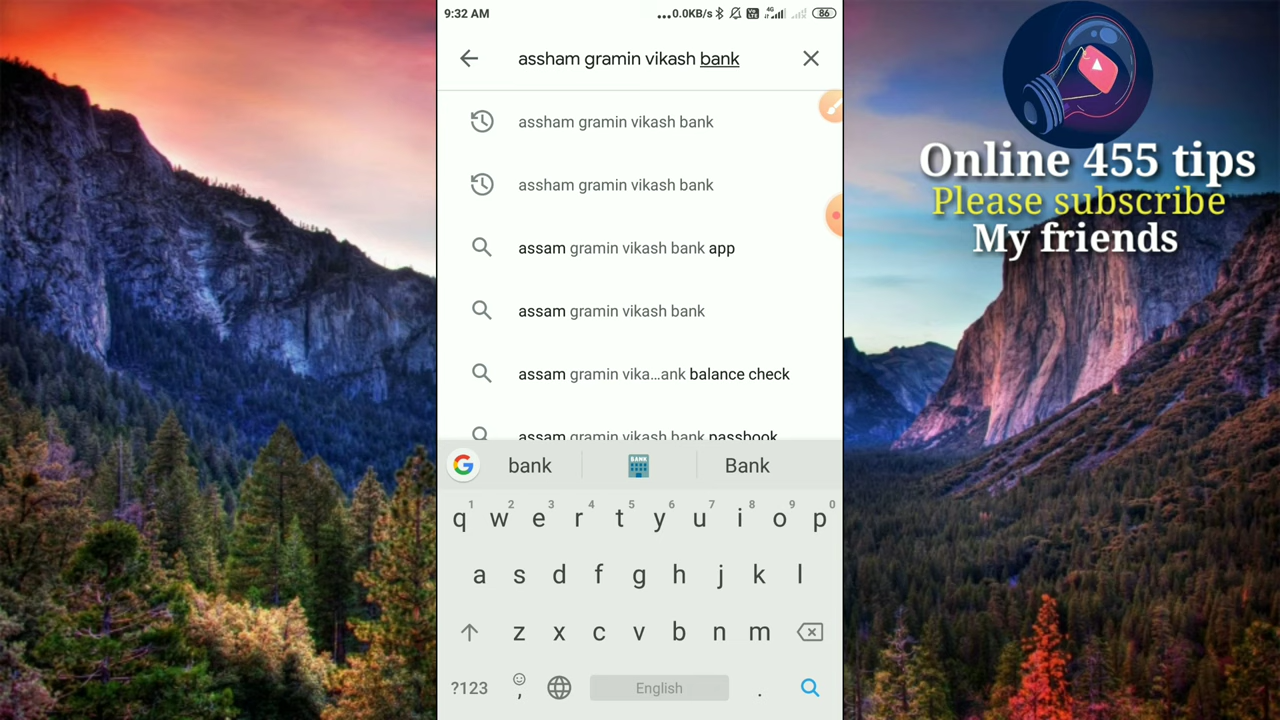 9:32 AM
...0.0KB/s
4G
86
assham gramin vikash bank
assham gramin vikash bank
assham gramin vikash bank
assam gramin vikash bank app
assam gramin vikash bank
assam gramin vika...ank balance check
assam gramin vikash bank passbook
bank
BANK
Bank
1 2 3 4 5 6 7 8 9 0
q w e r t y u i o p
a s d f g h j k l
z x c v b n m
?123
,
English
.
Online 455 tips
Please subscribe
My friends